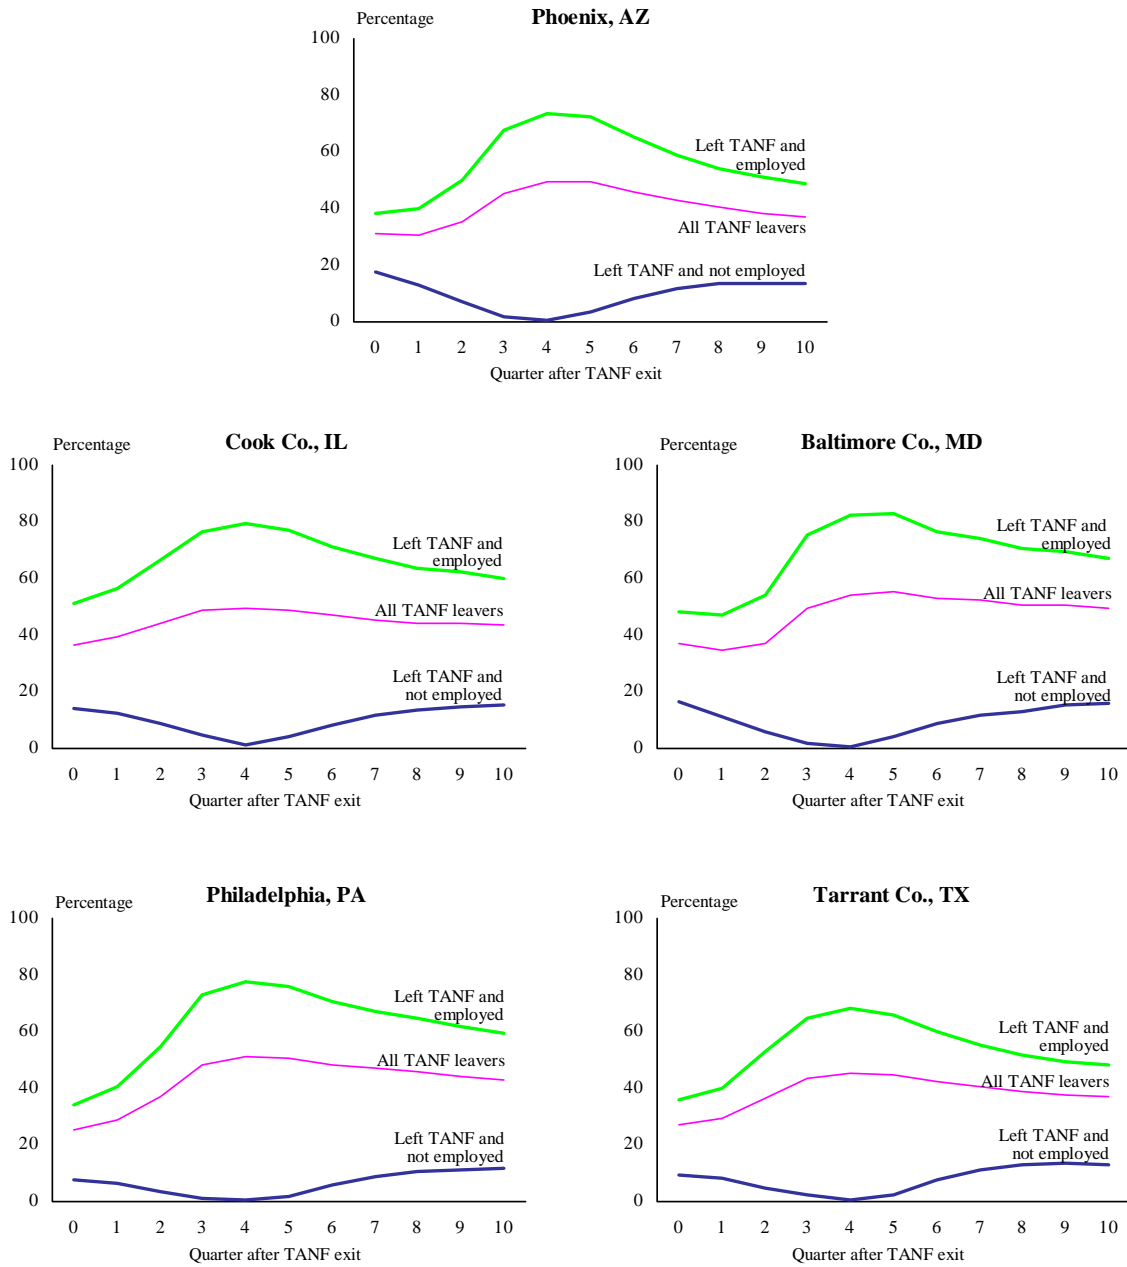 Percentage
Phoenix, AZ
100
80
60
40
20
0
Left TANF and
employed
All TANF leavers
Left TANF and not employed
0 1 2 3 4 5 6 7 8 9 10
Quarter after TANF exit
Percentage
Cook Co., IL
100
80
60
40
20
0
Left TANF and
employed
All TANF leavers
Left TANF and
not employed
0 1 2 3 4 5 6 7 8 9 10
Quarter after TANF exit
Percentage
Baltimore Co., MD
100
80
60
40
20
0
Left TANF and
employed
All TANF leavers
Left TANF and
not employed
0 1 2 3 4 5 6 7 8 9 10
Quarter after TANF exit
Percentage
Philadelphia, PA
100
80
60
40
20
0
Left TANF and
employed
All TANF leavers
Left TANF and
not employed
0 1 2 3 4 5 6 7 8 9 10
Quarter after TANF exit
Percentage
Tarrant Co., TX
100
80
60
40
20
0
Left TANF and
employed
All TANF leavers
Left TANF and
not employed
0 1 2 3 4 5 6 7 8 9 10
Quarter after TANF exit